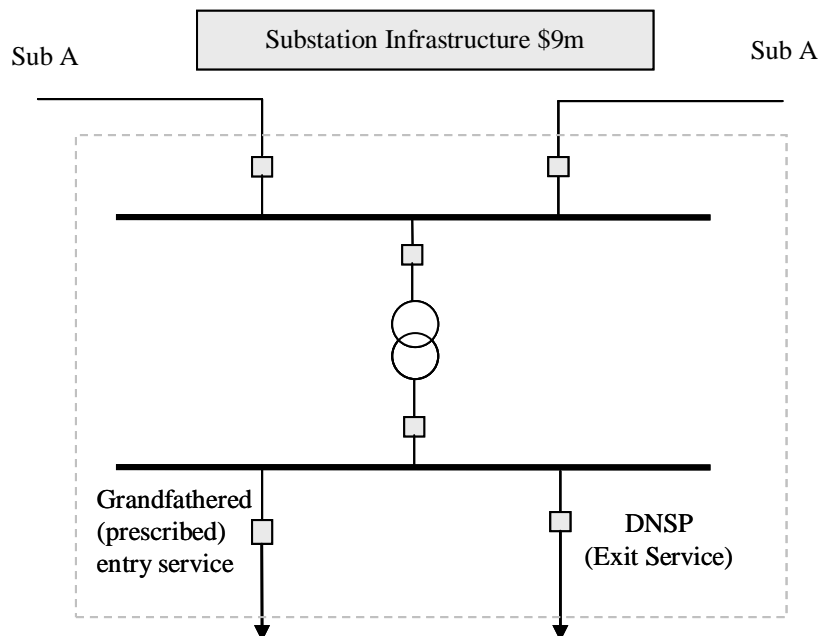 Substation Infrastructure $9m
Sub A
Sub A
Grandfathered
(prescribed)
entry service
DNSP
(Exit Service)